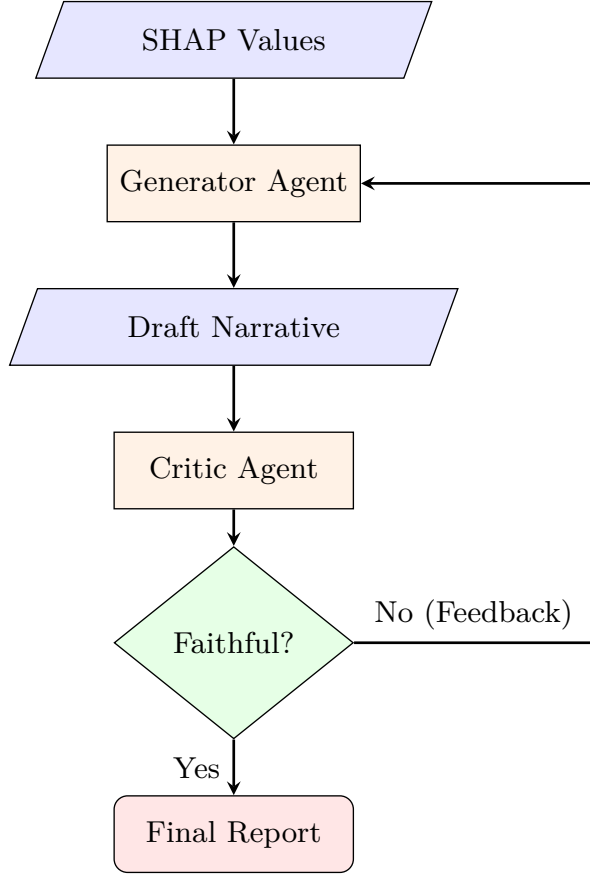 SHAP Values
Generator Agent
Draft Narrative
Critic Agent
Faithful?
No (Feedback)
Yes
Final Report